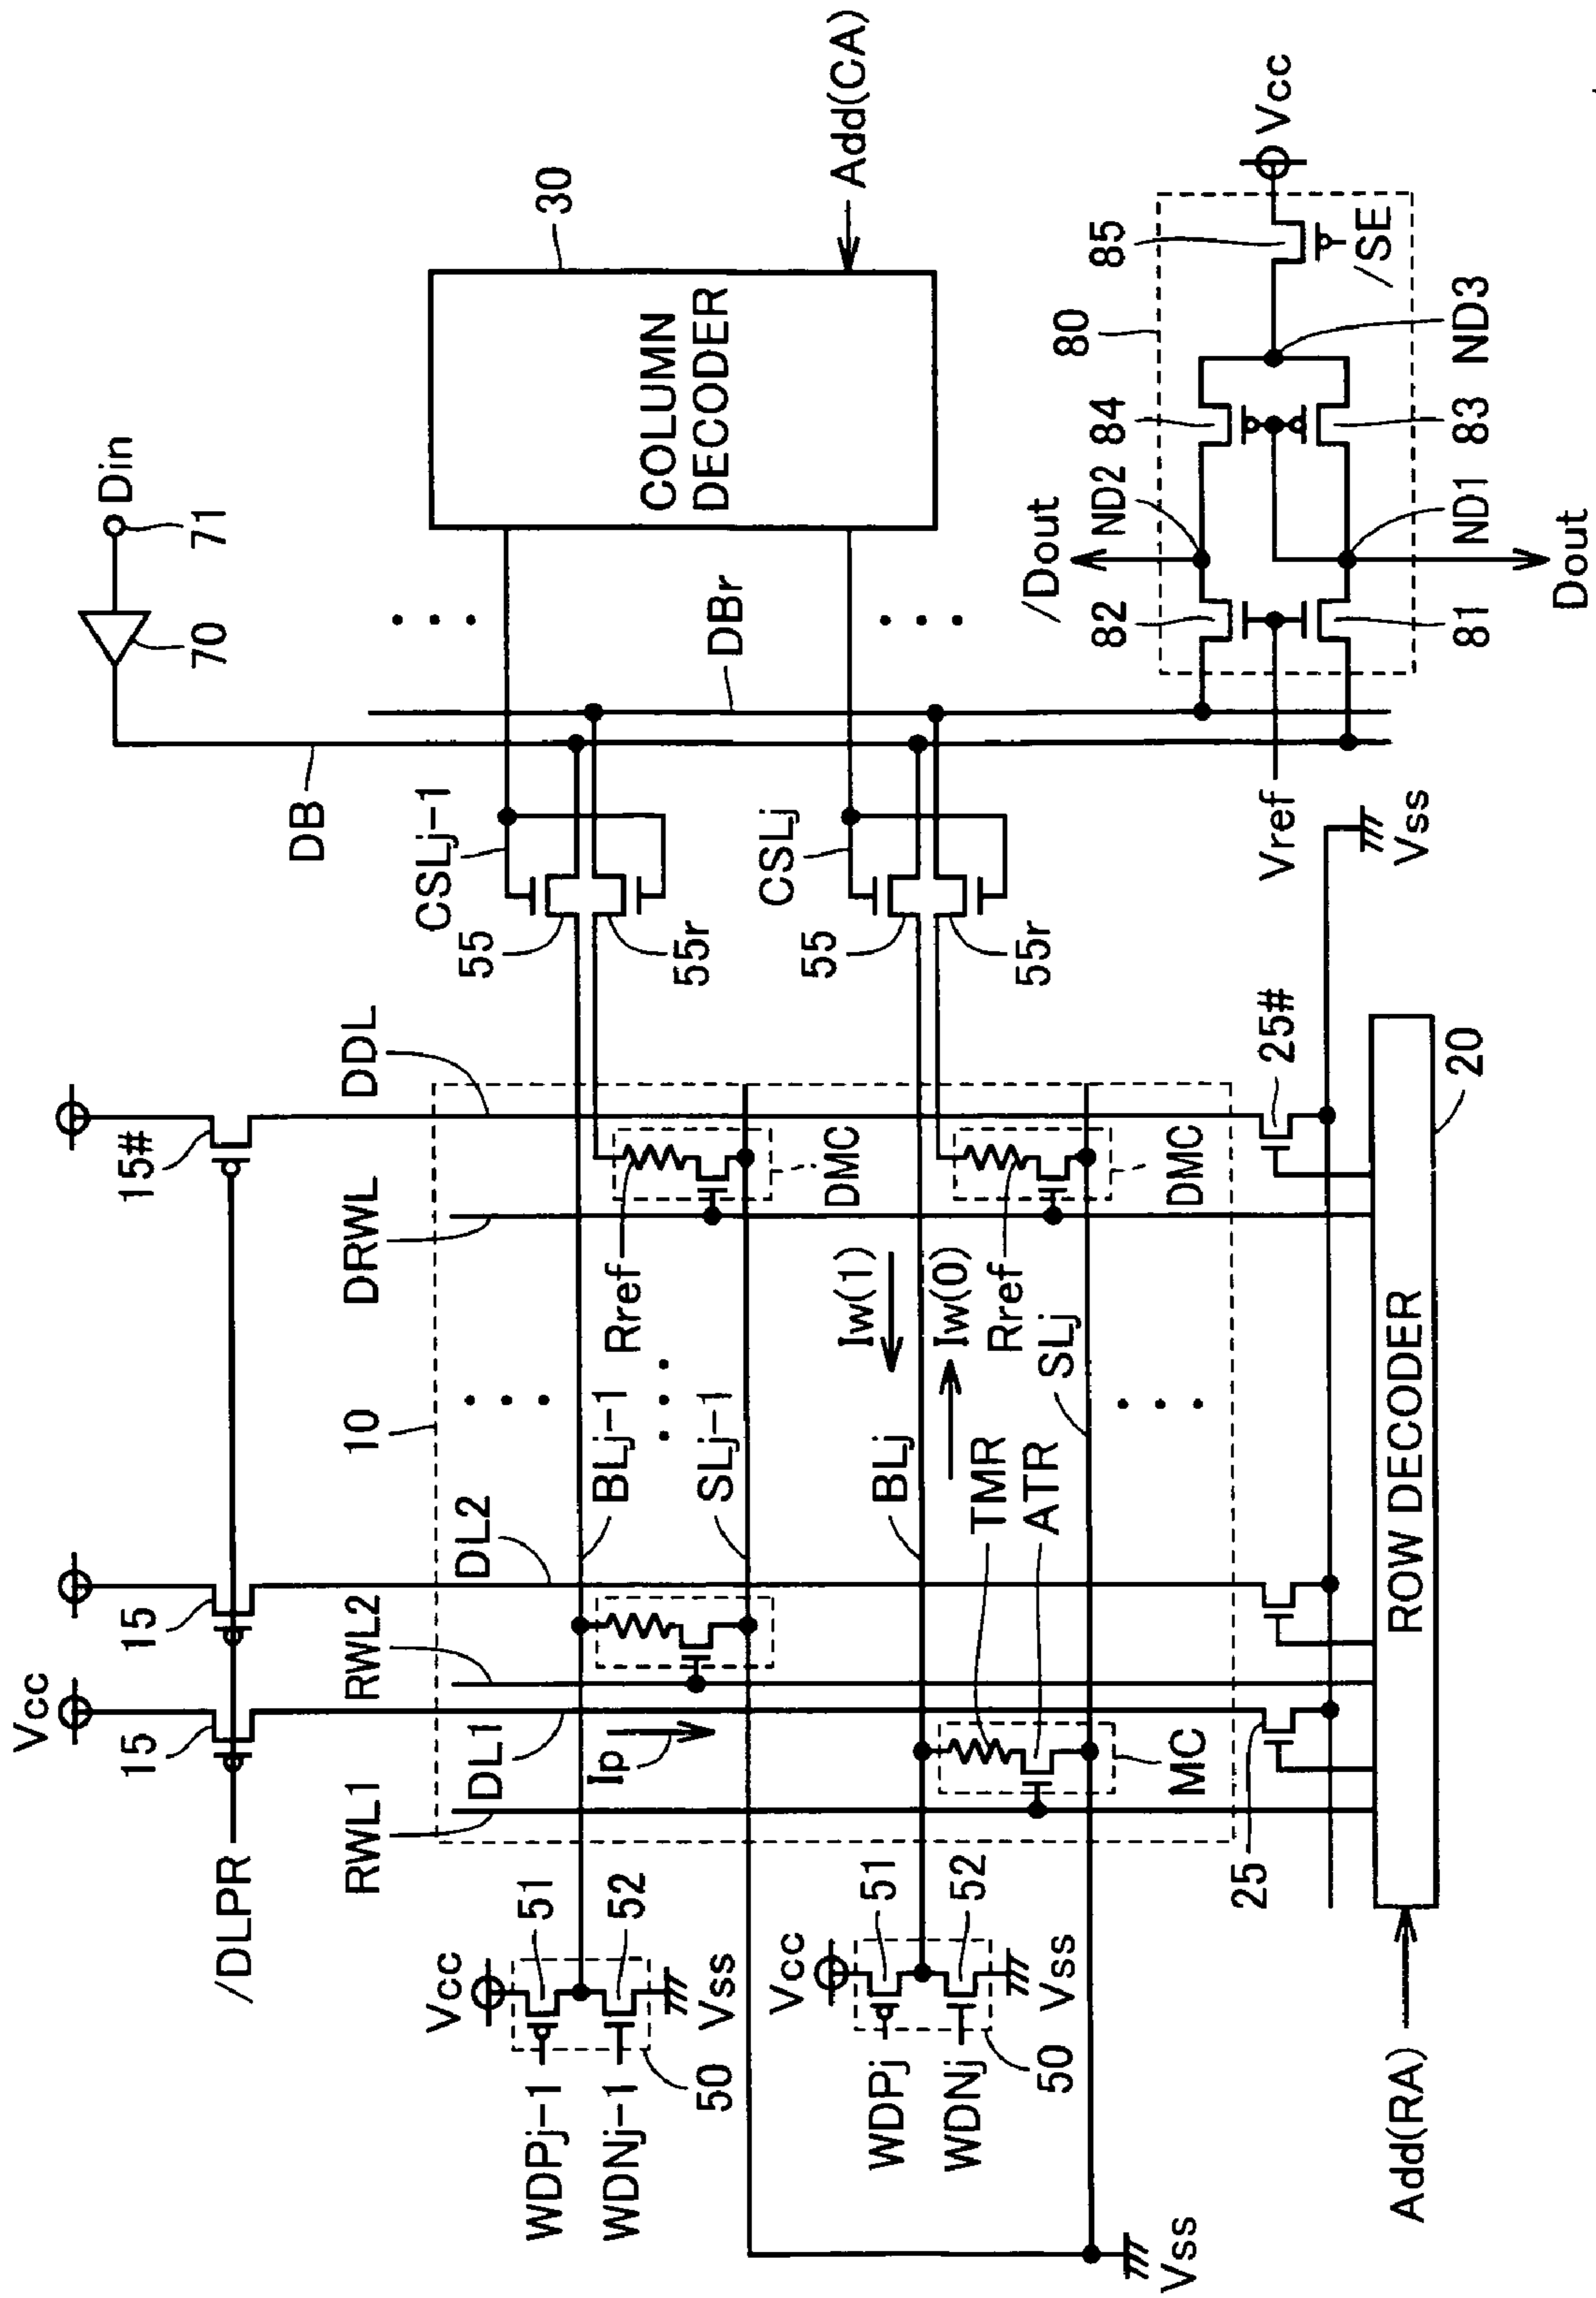 Din
71
70
30
COLUMN
DECODER
Add(CA)
DB
DBr
CSLj-1
55
55r
CSLj
55
55r
/Dout
ND2
82
84
80
85
Vcc
/SE
ND3
83
ND1
81
Dout
Vref
Vss
15#
DDL
DRWL
10
Rref
DMC
Rref
DMC
25#
20
Iw(1)
Iw(0)
BLj-1
SLj-1
BLj
SLj
TMR
ATR
DL2
RWL2
15
Vcc
15
DL1
Ip
RWL1
MC
25
ROW DECODER
/DLPR
Vcc
51
52
Vss
50
WDPj-1
WDNj-1
Vcc
51
52
Vss
50
WDPj
WDNj
Vss
Add(RA)